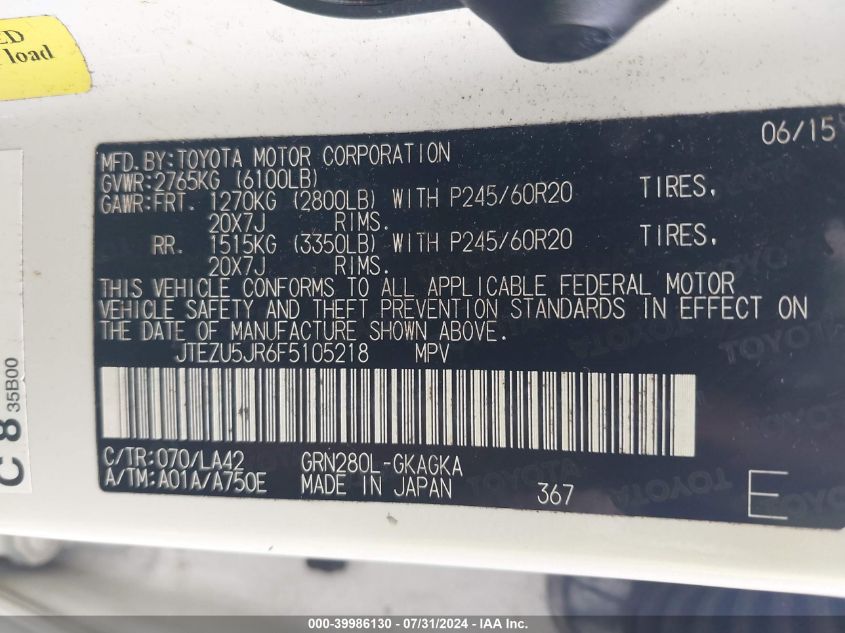 ED
load
06/15
MFD. BY: TOYOTA MOTOR CORPORATION
GVWR: 2765KG (6100LB)
GAWR: FRT. 1270KG (2800LB) WITH P245/60R20 TIRES,
20X7J RIMS.
RR. 1515KG (3350LB) WITH P245/60R20 TIRES,
20X7J RIMS.
THIS VEHICLE CONFORMS TO ALL APPLICABLE FEDERAL MOTOR
VEHICLE SAFETY AND THEFT PREVENTION STANDARDS IN EFFECT ON
THE DATE OF MANUFACTURE SHOWN ABOVE.
JTEZU5JR6F5105218 MPV
C/TR: 070/LA42 GRN280L-GKAGKA
A/TM: A01A/A750E MADE IN JAPAN 367 E
C 8 35B00
000-39986130 - 07/31/2024 - IAA Inc.